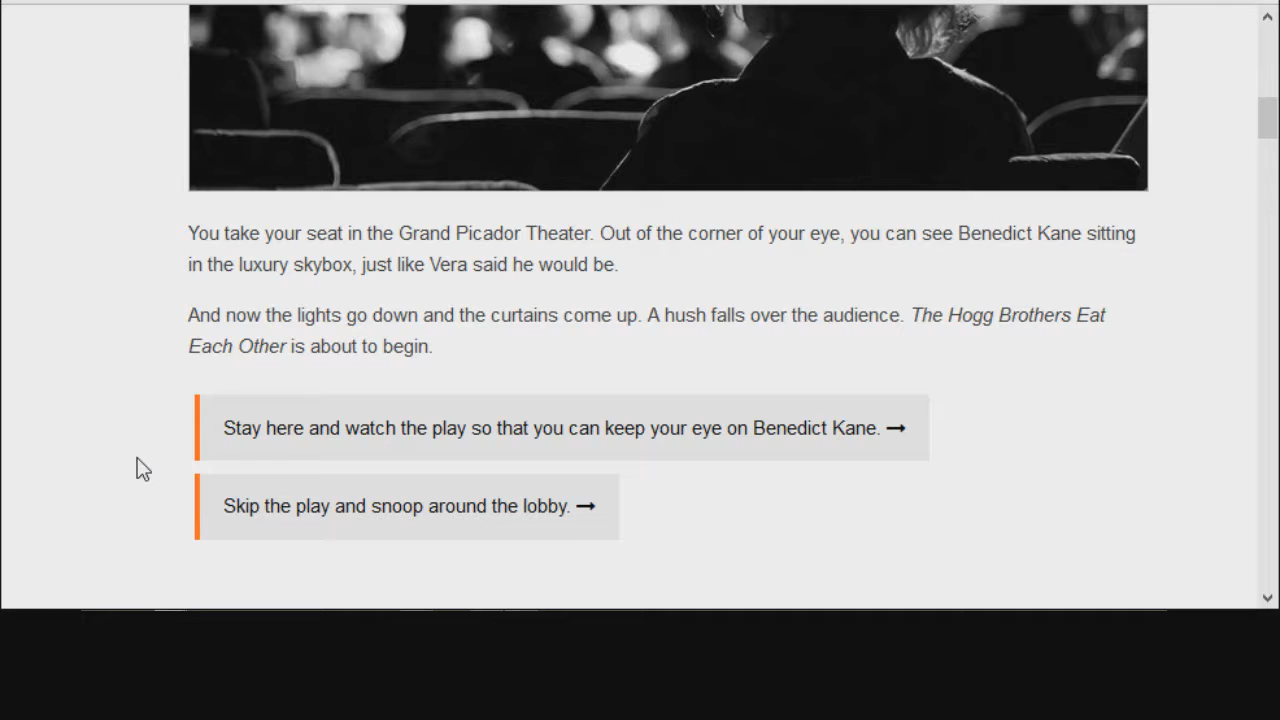 You take your seat in the Grand Picador Theater. Out of the corner of your eye, you can see Benedict Kane sitting
in the luxury skybox, just like Vera said he would be.
And now the lights go down and the curtains come up. A hush falls over the audience. The Hogg Brothers Eat
Each Other is about to begin.
Stay here and watch the play so that you can keep your eye on Benedict Kane. →
Skip the play and snoop around the lobby. →